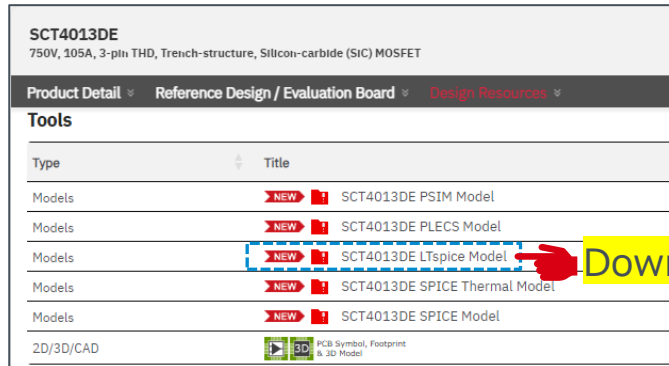 SCT4013DE
750V, 105A, 3-pin THD, Trench-structure, Silicon-carbide (SiC) MOSFET
Product Detail Reference Design / Evaluation Board Design Resources
Tools
Type Title
Models NEW SCT4013DE PSIM Model
Models NEW SCT4013DE PLECS Model
Models NEW SCT4013DE LTspice Model
Models NEW SCT4013DE SPICE Thermal Model
Models NEW SCT4013DE SPICE Model
2D/3D/CAD 3D PCB Symbol, Footprint
& 3D Model